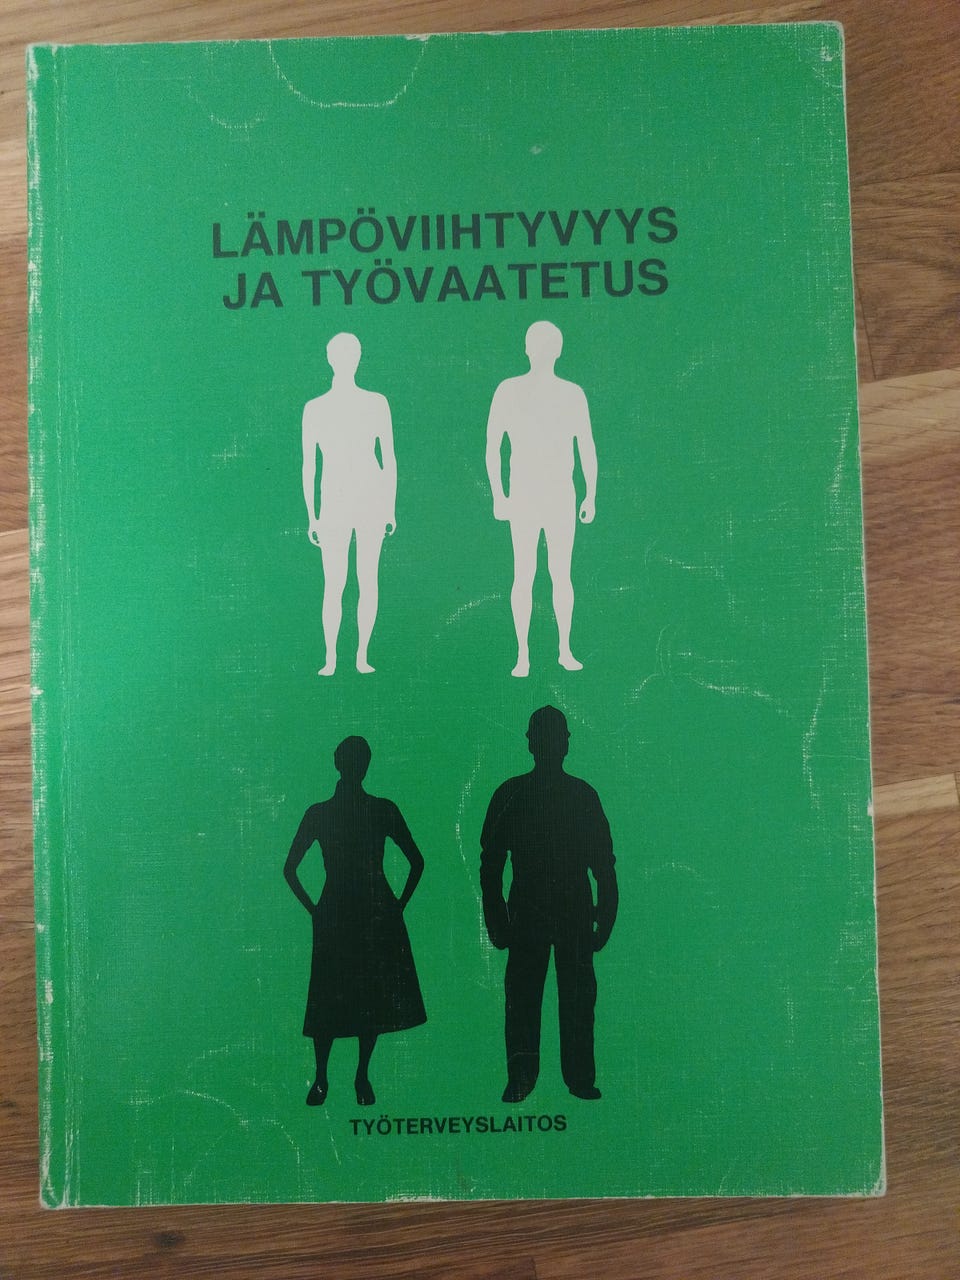 LÄMPÖVIIHTYVYYS
JA TYÖVAATETUS
TYÖTERVEYSLAITOS